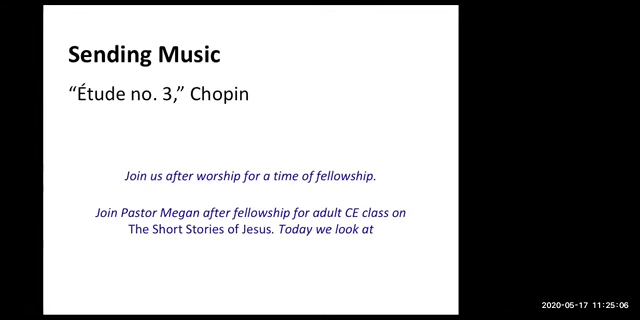 Sending Music
“Étude no. 3,” Chopin
Join us after worship for a time of fellowship.
Join Pastor Megan after fellowship for adult CE class on
The Short Stories of Jesus. Today we look at
2020-05-17 11:25:06